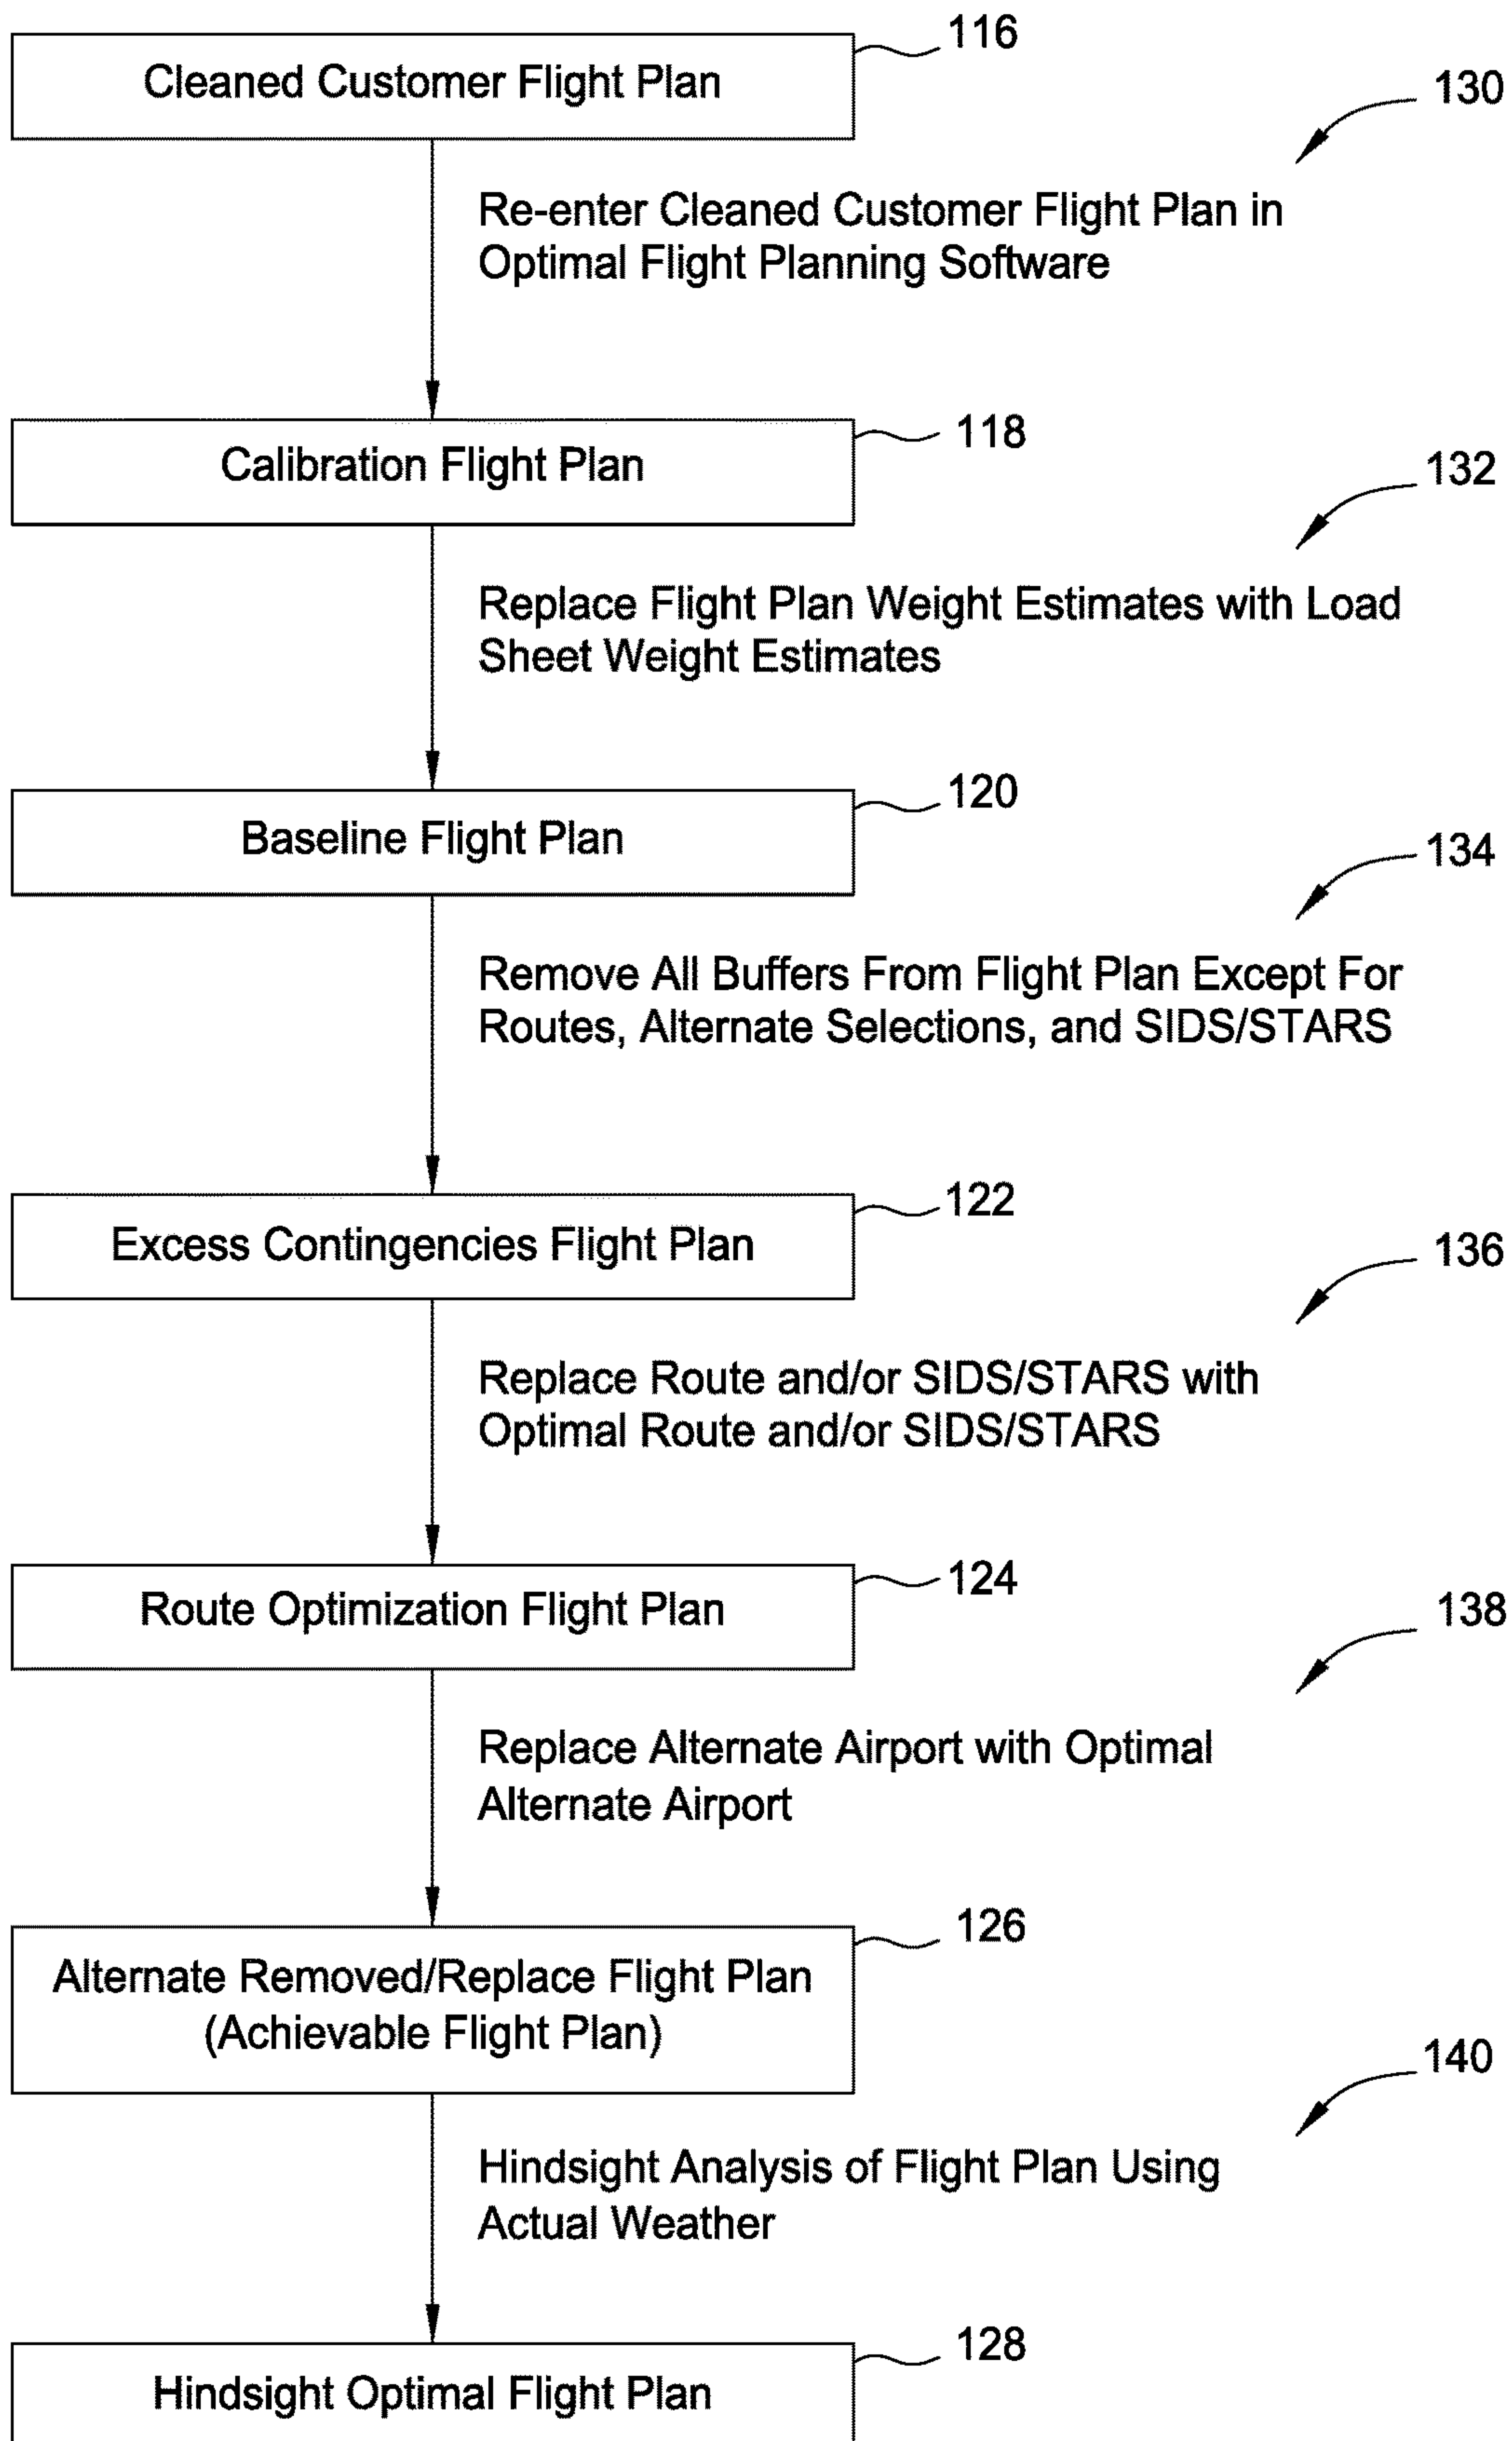 Cleaned Customer Flight Plan
116
130
Re-enter Cleaned Customer Flight Plan in
Optimal Flight Planning Software
Calibration Flight Plan
118
132
Replace Flight Plan Weight Estimates with Load
Sheet Weight Estimates
Baseline Flight Plan
120
134
Remove All Buffers From Flight Plan Except For
Routes, Alternate Selections, and SIDS/STARS
Excess Contingencies Flight Plan
122
136
Replace Route and/or SIDS/STARS with
Optimal Route and/or SIDS/STARS
Route Optimization Flight Plan
124
138
Replace Alternate Airport with Optimal
Alternate Airport
Alternate Removed/Replace Flight Plan
(Achievable Flight Plan)
126
140
Hindsight Analysis of Flight Plan Using
Actual Weather
Hindsight Optimal Flight Plan
128